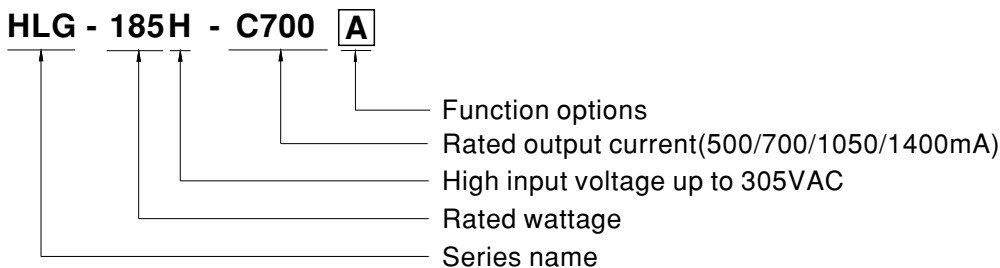 HLG - 185H - C700 A
Function options
Rated output current(500/700/1050/1400mA)
High input voltage up to 305VAC
Rated wattage
Series name